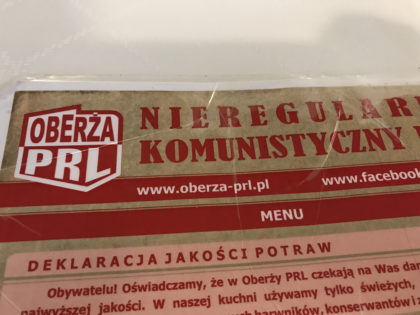 OBERŻA
PRL
NIEREGULAR
KOMUNISTYCZNY
www.oberza-prl.pl
www.facebook
MENU
DEKLARACJA JAKOŚCI POTRAW
Obywatelu! Oświadczamy, że w Oberży PRL czekają na Was dan
najwyższej jakości. W naszej kuchni używamy tylko świeżych,
barwników, konserwantów i